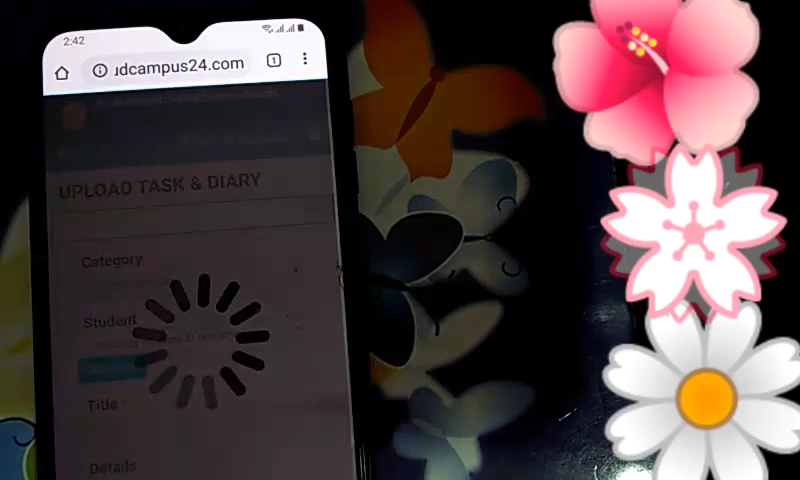 2:42
ıdcampus24.com
1
UPLOAD TASK & DIARY
Category
Student
Title
Details